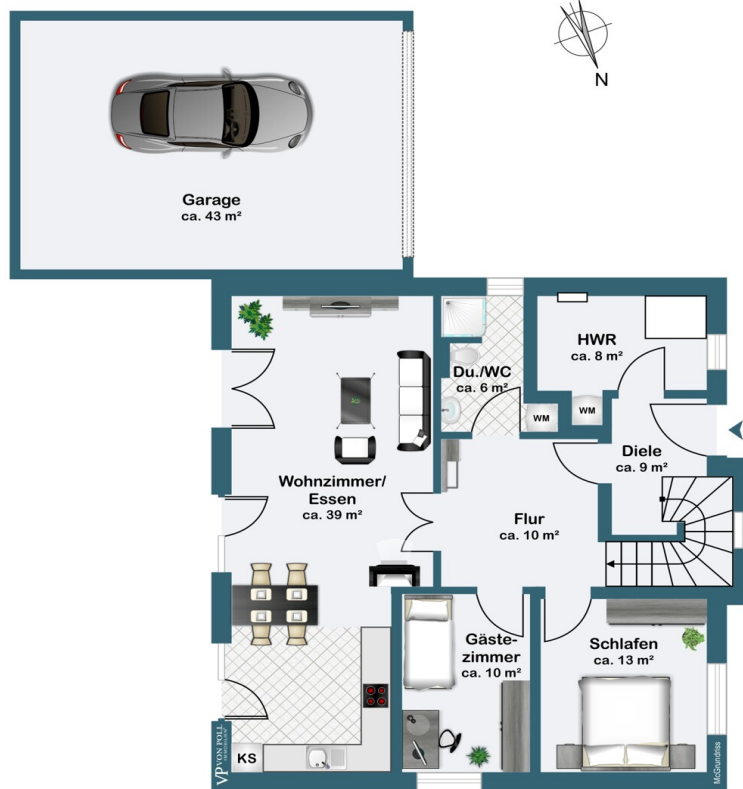 N
Garage
ca. 43 m²
HWR
ca. 8 m²
Du./WC
ca. 6 m²
WM
WM
Diele
ca. 9 m²
Wohnzimmer/
Essen
ca. 39 m²
Flur
ca. 10 m²
Gäste-
zimmer
ca. 10 m²
Schlafen
ca. 13 m²
KS
VP VON POLL
IMMOBILIEN
McGrundriss